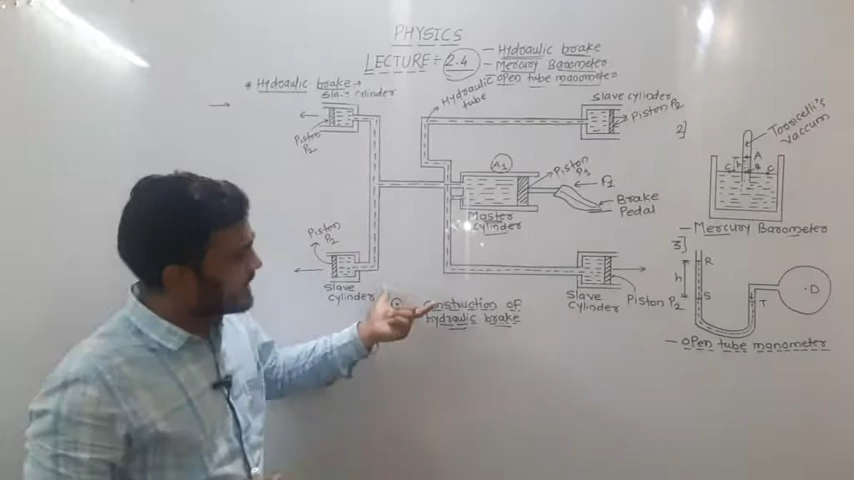 PHYSICS
LECTURE ÷ 2.4
- Hydraulic brake
- Mercury Barometer
- open tube manometer
* Hydraulic brake →
Slave cylinder
Piston P2
Hydraulic tube
Slave cylinder
Piston P2
A1
Piston
F1
Brake Pedal
Master cylinder
Piston P2
Slave cylinder
Construction of hydraulic brake
Slave cylinder
Piston P2
2]
Torricelli's vaccum
h
A
B
C
C
- Mercury Barometer
3]
R
h
S
T
.D
- open tube manometer